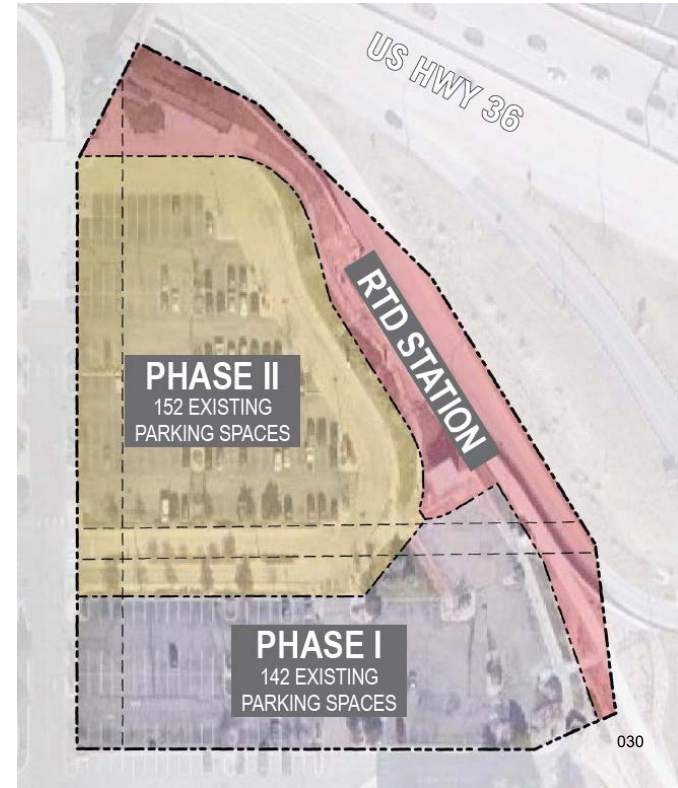 US HWY 36
RTD STATION
PHASE II
152 EXISTING
PARKING SPACES
PHASE I
142 EXISTING
PARKING SPACES
030